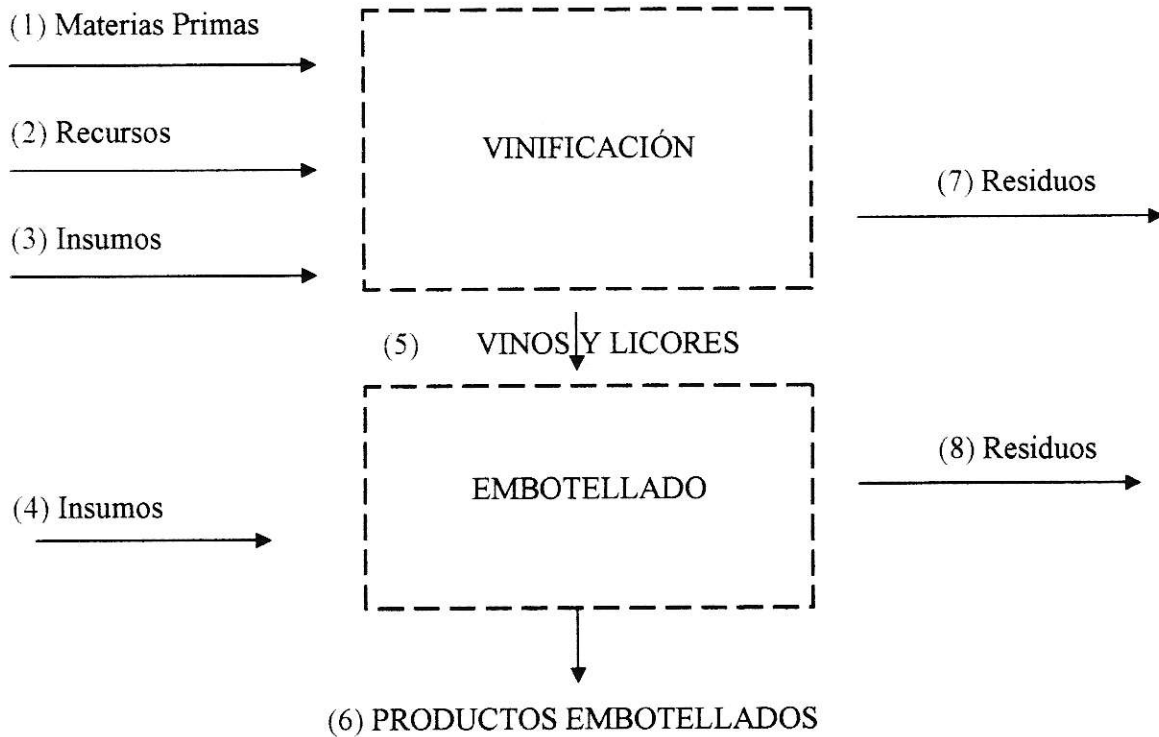 (1) Materias Primas
(2) Recursos
VINIFICACIÓN
(7) Residuos
(3) Insumos
(5) VINOS Y LICORES
(8) Residuos
EMBOTELLADO
(4) Insumos
(6) PRODUCTOS EMBOTELLADOS